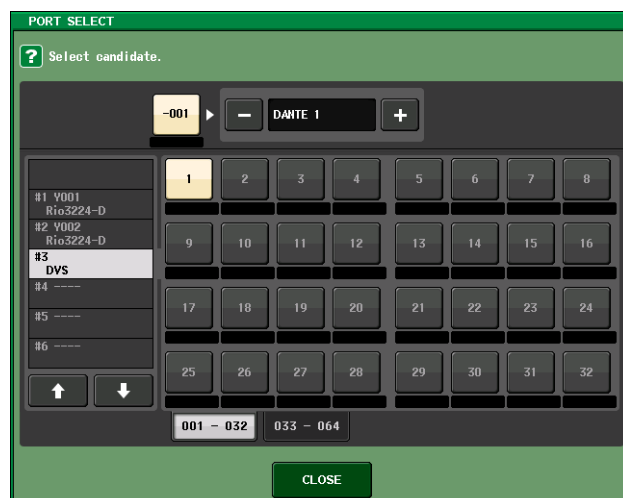 PORT SELECT
? Select candidate.
-001 − DANTE 1 +
#1 Y001
Rio3224-D
#2 Y002
Rio3224-D
#3
DVS
#4 ----
#5 ----
#6 ----
1 2 3 4 5 6 7 8
9 10 11 12 13 14 15 16
17 18 19 20 21 22 23 24
25 26 27 28 29 30 31 32
001 - 032 033 - 064
CLOSE